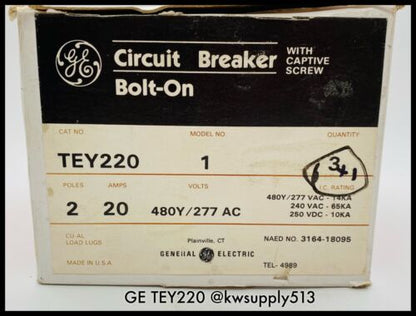 GE Circuit Breaker WITH CAPTIVE SCREW
Bolt-On
CAT NO. MODEL NO. QUANTITY
TEY220 1
POLES AMPS VOLTS I.C. RATING
2 20 480Y/277 AC
480Y/277 VAC - 14KA
240 VAC - 65KA
250 VDC - 10KA
CU-AL
LOAD LUGS
Plainville, CT
NAED NO. 3164-18095
GENERAL GE ELECTRIC
MADE IN U.S.A.
TEL- 4989
GE TEY220 @kwsupply513